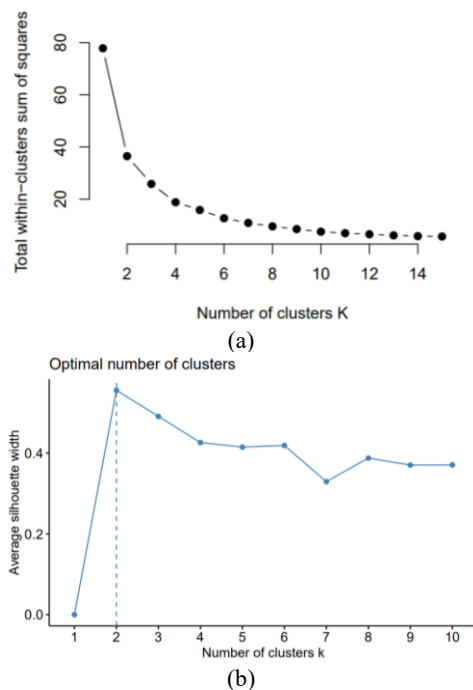 Total within−clusters sum of squares
80
60
40
20
2 4 6 8 10 12 14
Number of clusters K
(a)
Optimal number of clusters
Average silhouette width
0.4
0.2
0.0
1 2 3 4 5 6 7 8 9 10
Number of clusters k
(b)